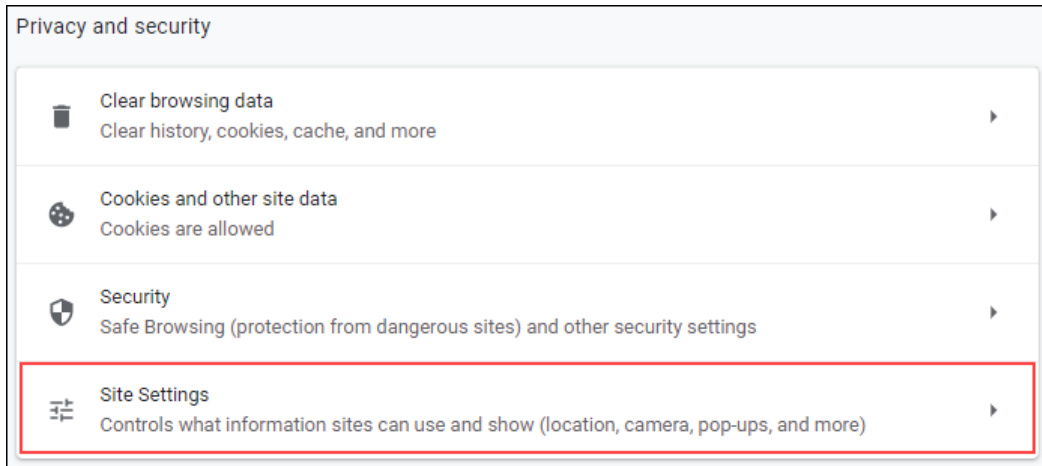 Privacy and security
Clear browsing data
Clear history, cookies, cache, and more
Cookies and other site data
Cookies are allowed
Security
Safe Browsing (protection from dangerous sites) and other security settings
Site Settings
Controls what information sites can use and show (location, camera, pop-ups, and more)